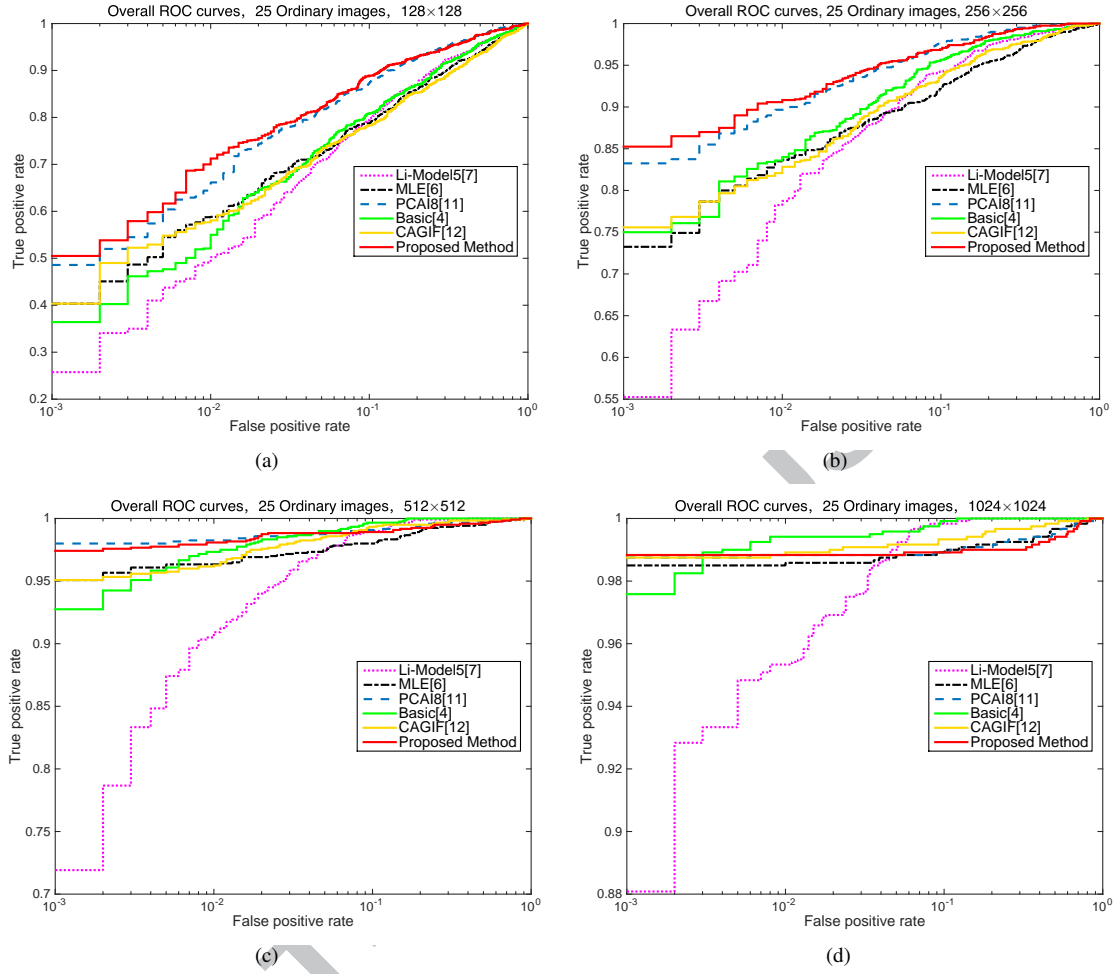 Overall ROC curves, 25 Ordinary images, 128×128
True positive rate
1
0.9
0.8
0.7
0.6
0.5
0.4
0.3
0.2
Li-Model5[7]
MLE[6]
PCAI8[11]
Basic[4]
CAGIF[12]
Proposed Method
10^-3
10^-2
10^-1
10^0
False positive rate
(a)
Overall ROC curves, 25 Ordinary images, 256×256
True positive rate
1
0.95
0.9
0.85
0.8
0.75
0.7
0.65
0.6
0.55
Li-Model5[7]
MLE[6]
PCAI8[11]
Basic[4]
CAGIF[12]
Proposed Method
10^-3
10^-2
10^-1
10^0
False positive rate
(b)
Overall ROC curves, 25 Ordinary images, 512×512
True positive rate
1
0.95
0.9
0.85
0.8
0.75
0.7
Li-Model5[7]
MLE[6]
PCAI8[11]
Basic[4]
CAGIF[12]
Proposed Method
10^-3
10^-2
10^-1
10^0
False positive rate
(c)
Overall ROC curves, 25 Ordinary images, 1024×1024
True positive rate
1
0.98
0.96
0.94
0.92
0.9
0.88
Li-Model5[7]
MLE[6]
PCAI8[11]
Basic[4]
CAGIF[12]
Proposed Method
10^-3
10^-2
10^-1
10^0
False positive rate
(d)